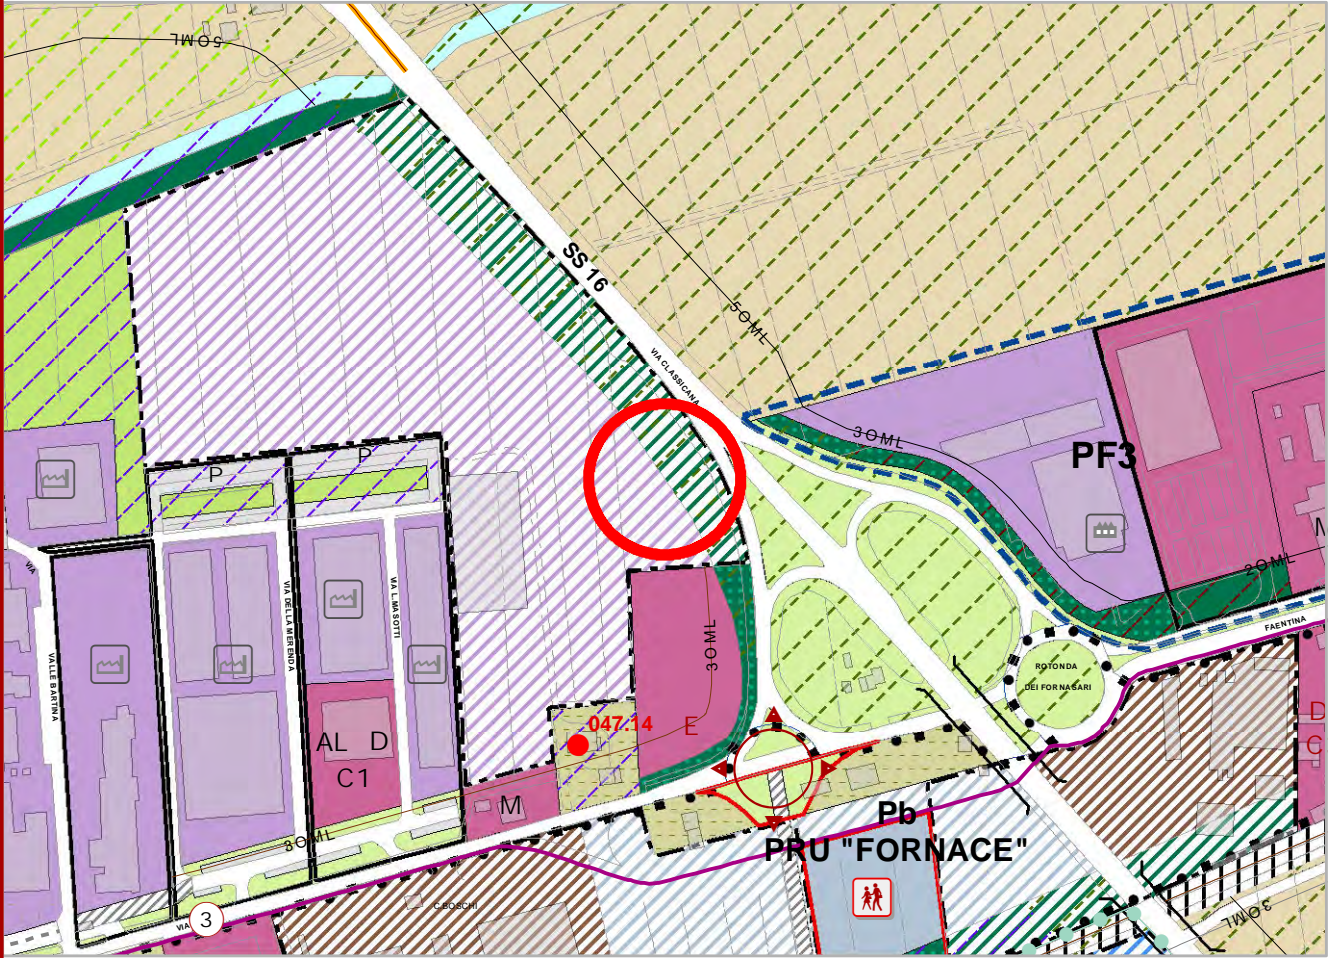 50ML
SS 16
50ML
VIA CLASSICANA
30ML
PF3
P
P
M
20ML
VIA
FAENTINA
VALLE BARTINA
VIA DELLA MERENDA
VIA L. MASOTTI
30ML
ROTONDA
DEI FORNASARI
047.14
E
AL D
C1
D
C
M
30ML
Pb
PRU "FORNACE"
C.BOSCHI
VIA
3
30ML